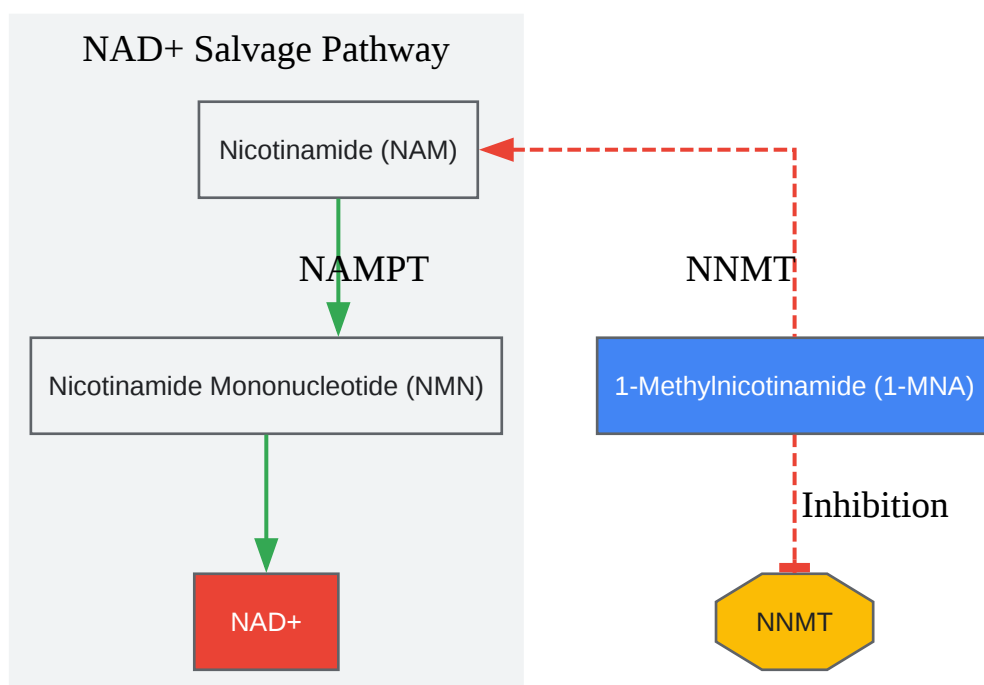 NAD+ Salvage Pathway
Nicotinamide (NAM)
NAMPT
NNMT
Nicotinamide Mononucleotide (NMN)
1-Methylnicotinamide (1-MNA)
Inhibition
NAD+
NNMT